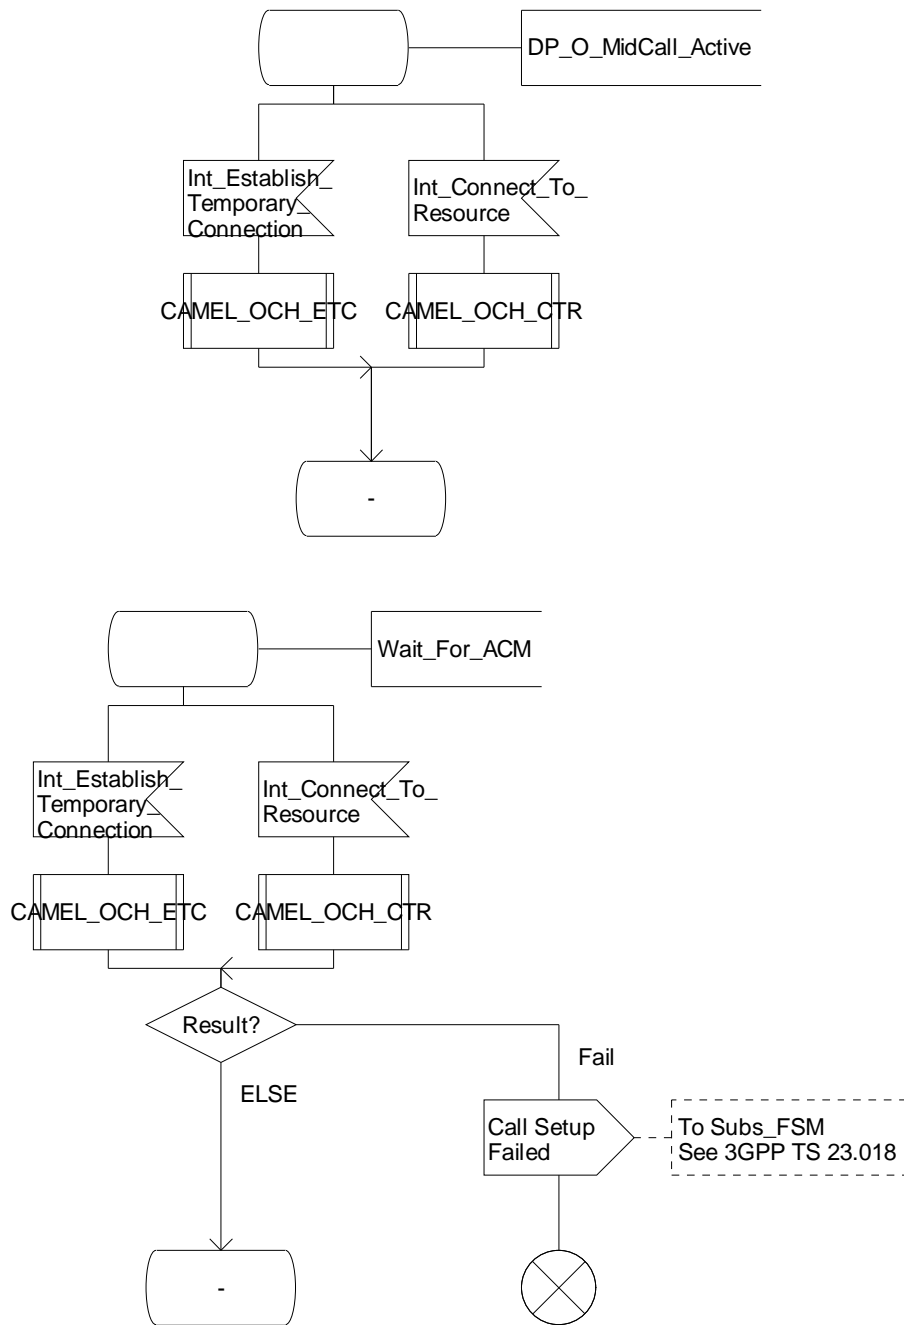 DP_O_MidCall_Active
Int_Establish_
Temporary_
Connection
Int_Connect_To_
Resource
CAMEL_OCH_ETC
CAMEL_OCH_CTR
-
Wait_For_ACM
Int_Establish_
Temporary_
Connection
Int_Connect_To_
Resource
CAMEL_OCH_ETC
CAMEL_OCH_CTR
Result?
Fail
ELSE
Call Setup
Failed
To Subs_FSM
See 3GPP TS 23.018
-